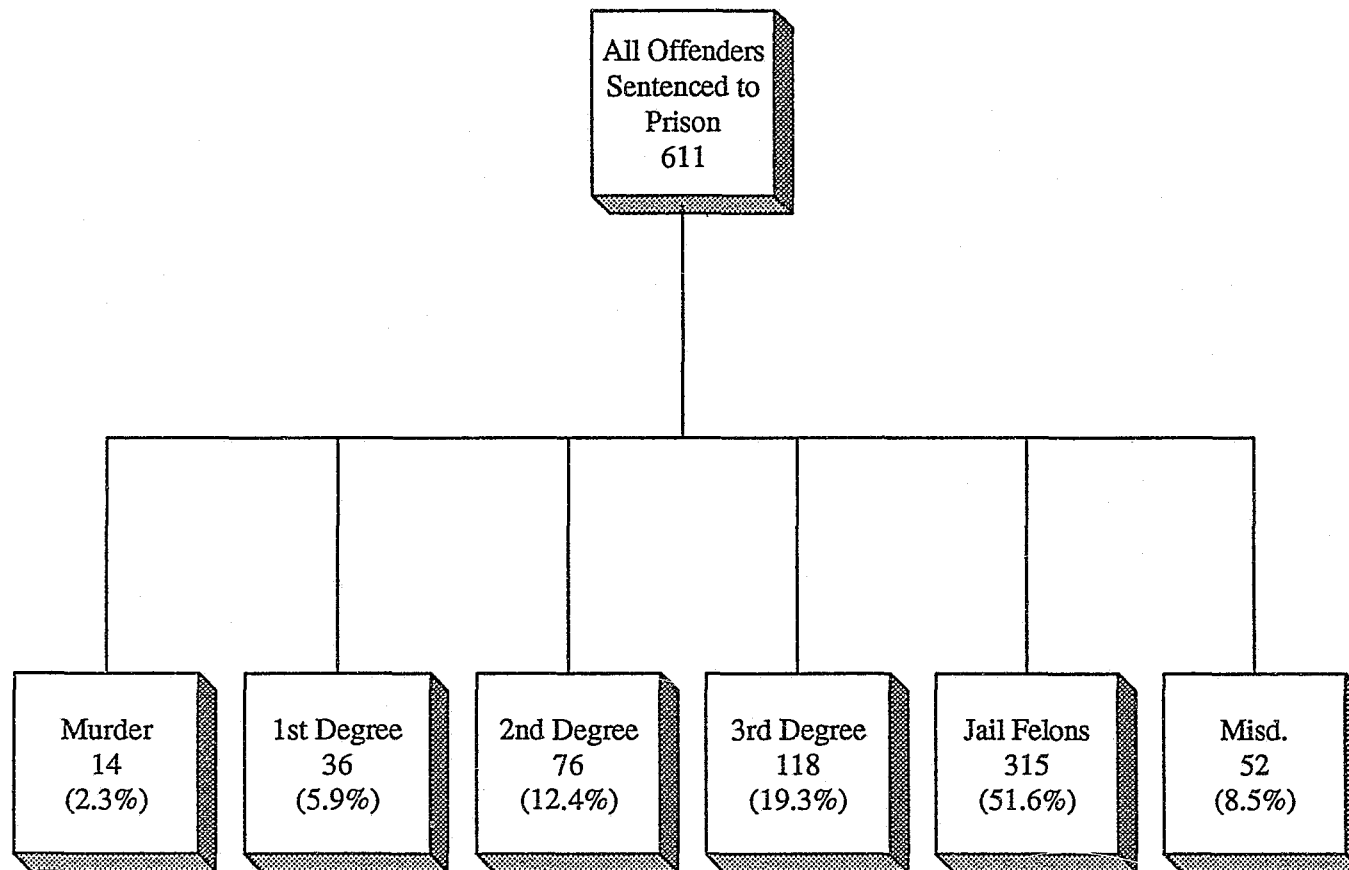 All Offenders
Sentenced to
Prison
611
Murder
14
(2.3%)
1st Degree
36
(5.9%)
2nd Degree
76
(12.4%)
3rd Degree
118
(19.3%)
Jail Felons
315
(51.6%)
Misd.
52
(8.5%)